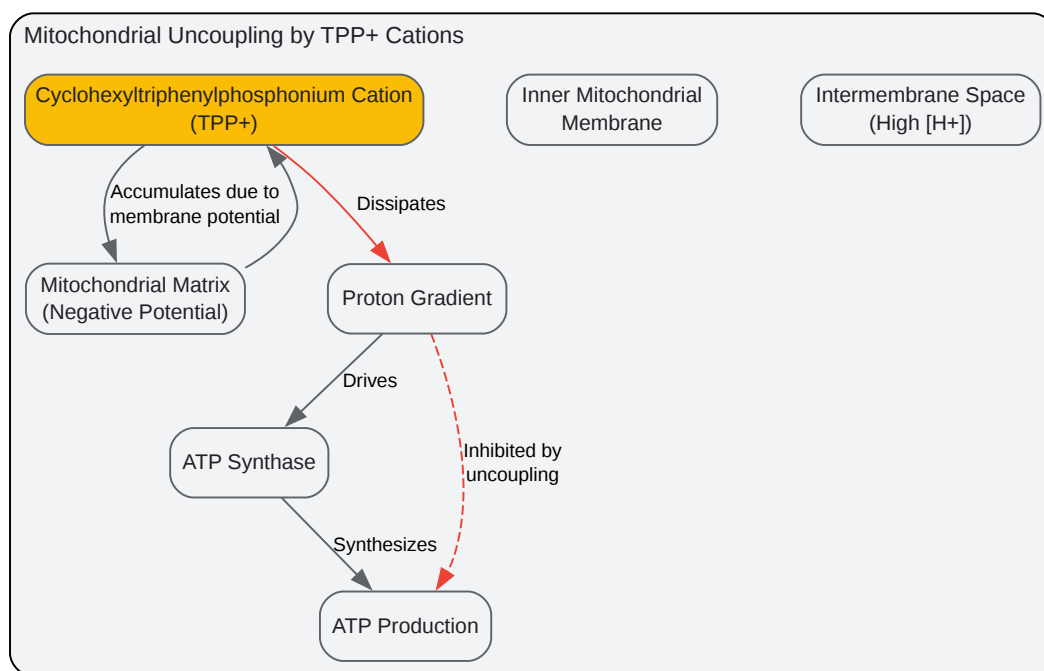 Mitochondrial Uncoupling by TPP+ Cations
Cyclohexyltriphenylphosphonium Cation
(TPP+)
Inner Mitochondrial
Membrane
Intermembrane Space
(High [H+])
Accumulates due to
membrane potential
Dissipates
Mitochondrial Matrix
(Negative Potential)
Proton Gradient
Drives
ATP Synthase
Inhibited by
uncoupling
Synthesizes
ATP Production